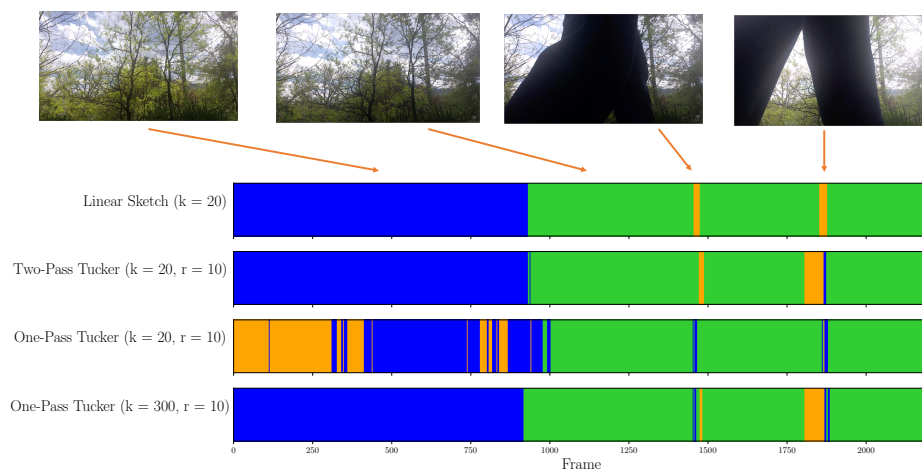 Linear Sketch (k = 20)
Two-Pass Tucker (k = 20, r = 10)
One-Pass Tucker (k = 20, r = 10)
One-Pass Tucker (k = 300, r = 10)
0 250 500 750 1000 1250 1500 1750 2000
Frame